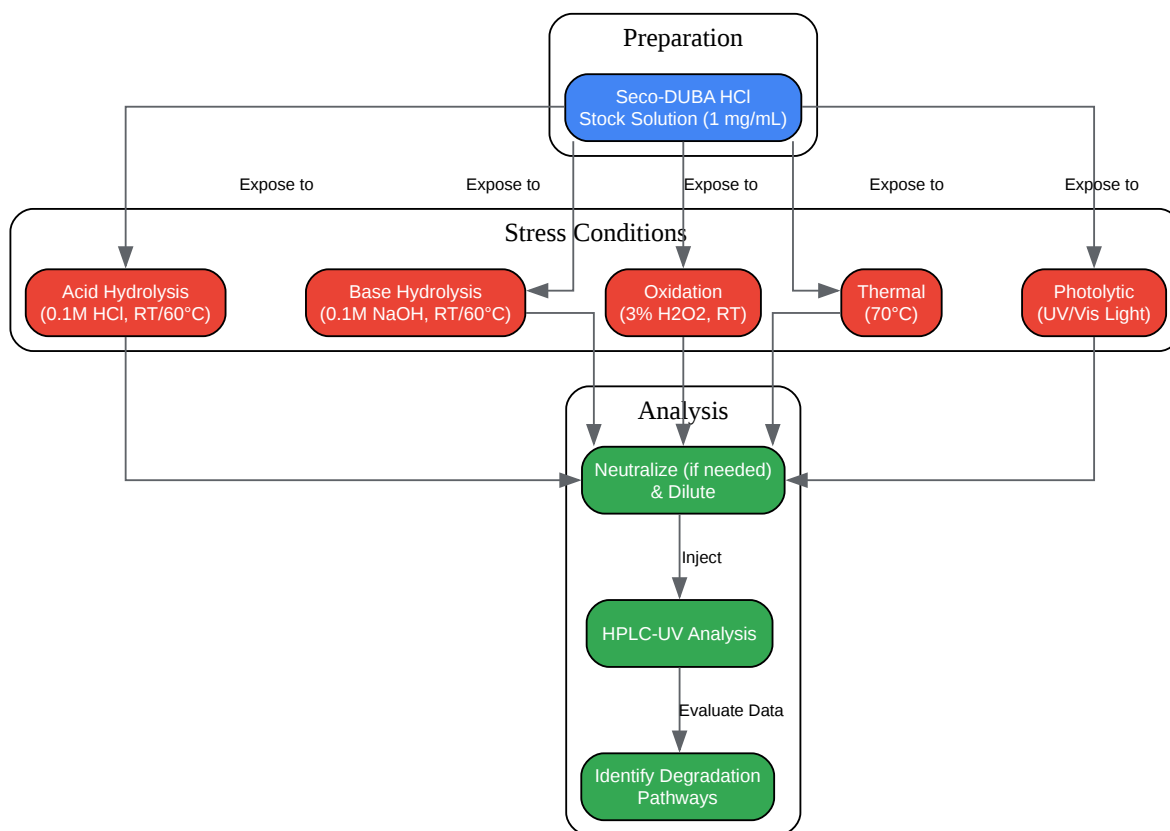 Preparation
Seco-DUBA HCl
Stock Solution (1 mg/mL)
Expose to
Expose to
Expose to
Expose to
Expose to
Stress Conditions
Acid Hydrolysis
(0.1M HCl, RT/60°C)
Base Hydrolysis
(0.1M NaOH, RT/60°C)
Oxidation
(3% H2O2, RT)
Thermal
(70°C)
Photolytic
(UV/Vis Light)
Analysis
Neutralize (if needed)
& Dilute
Inject
HPLC-UV Analysis
Evaluate Data
Identify Degradation
Pathways